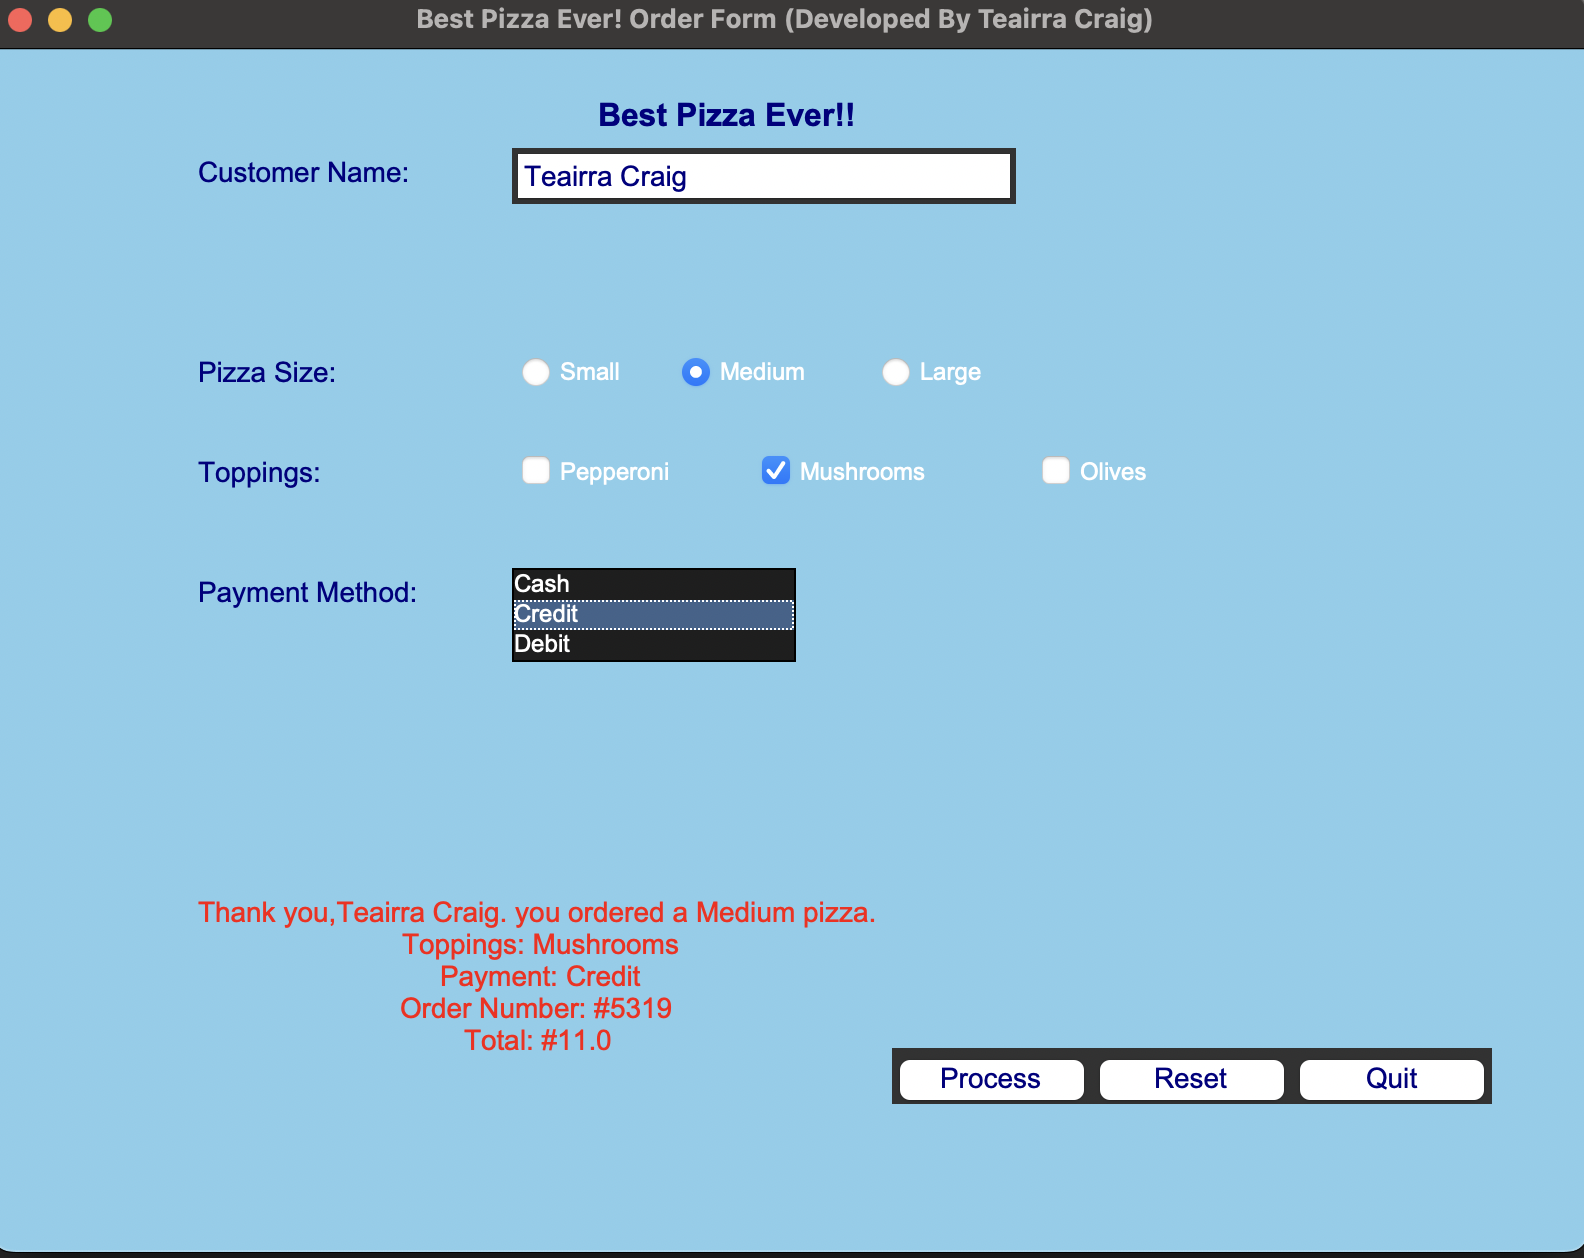 Best Pizza Ever! Order Form (Developed By Teairra Craig)
Best Pizza Ever!!
Customer Name: Teairra Craig
Pizza Size: Small Medium Large
Toppings: Pepperoni Mushrooms Olives
Payment Method: Cash
Credit
Debit
Thank you,Teairra Craig. you ordered a Medium pizza.
Toppings: Mushrooms
Payment: Credit
Order Number: #5319
Total: #11.0
Process Reset Quit